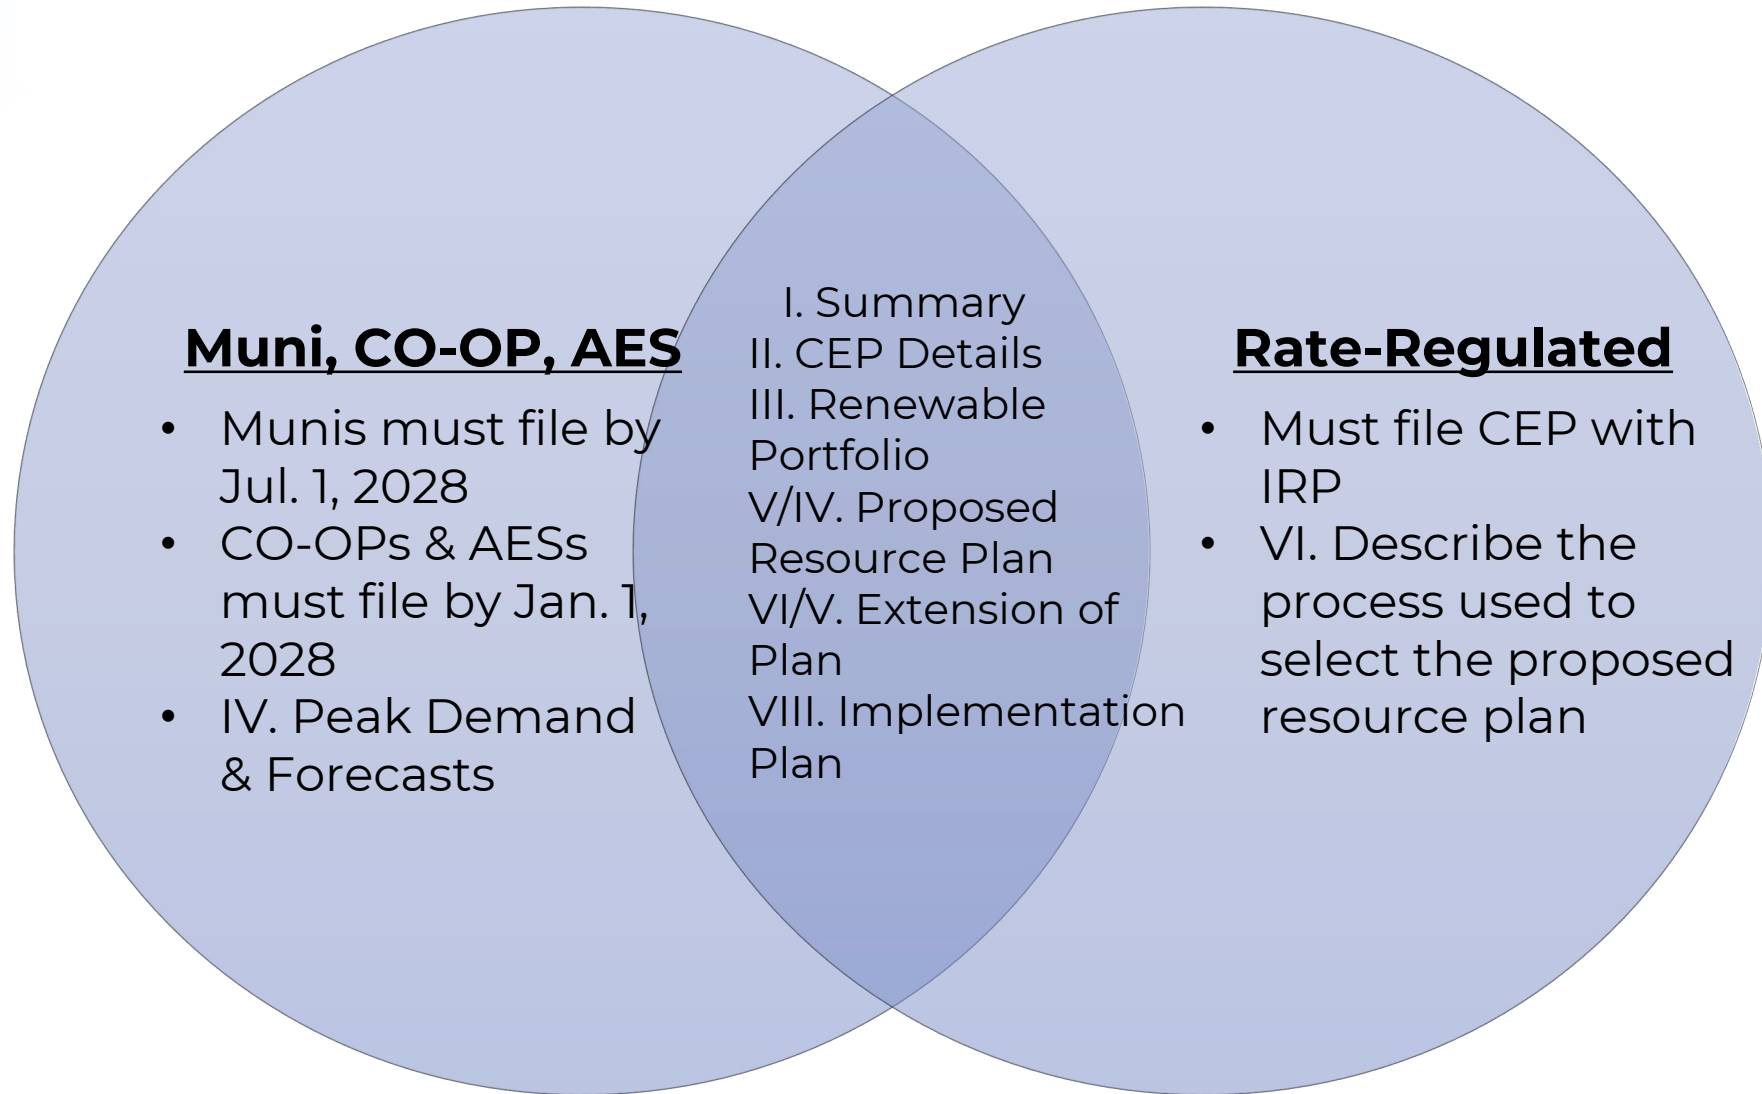 Muni, CO-OP, AES
• Munis must file by
Jul. 1, 2028
• CO-OPs & AESs
must file by Jan. 1,
2028
• IV. Peak Demand
& Forecasts
I. Summary
II. CEP Details
III. Renewable
Portfolio
V/IV. Proposed
Resource Plan
VI/V. Extension of
Plan
VIII. Implementation
Plan
Rate-Regulated
• Must file CEP with
IRP
• VI. Describe the
process used to
select the proposed
resource plan